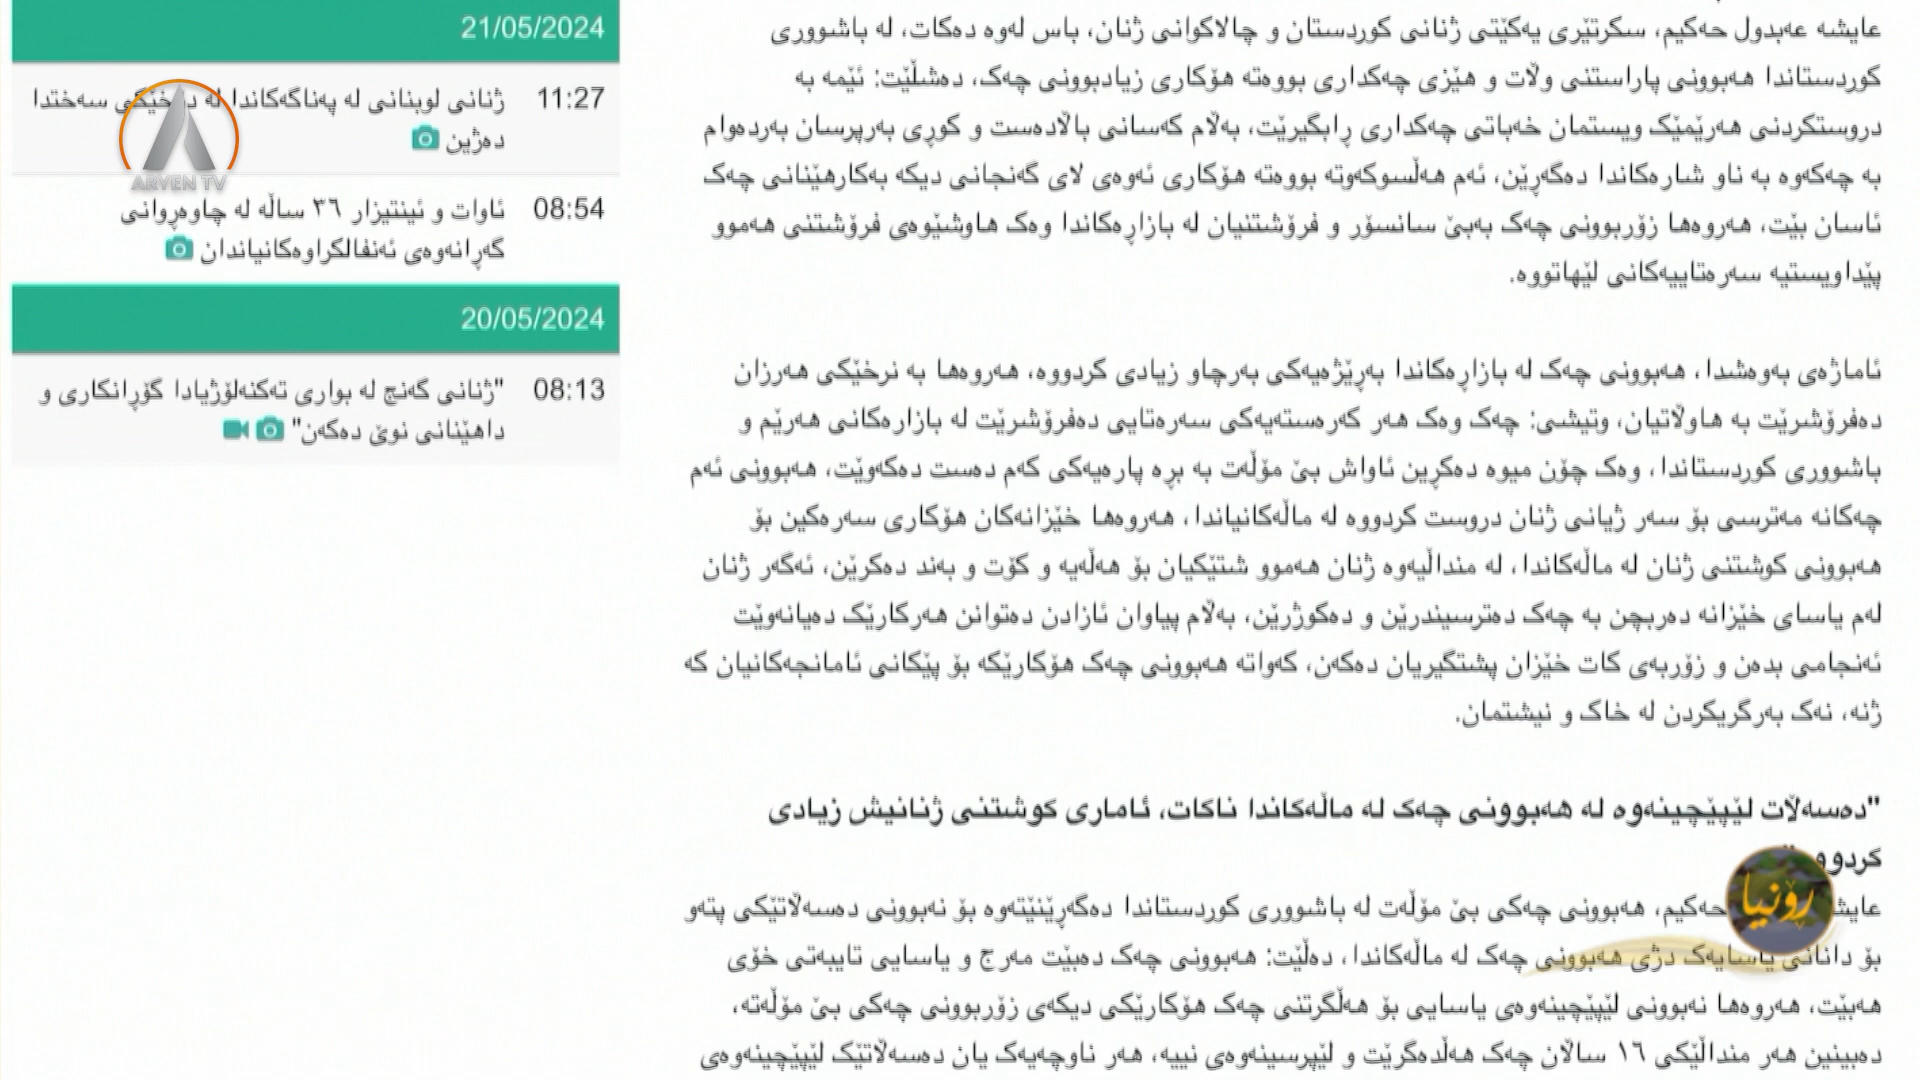 عایشە عەبدول حەکیم، سکرتێری یەکێتی ژنانی کوردستان و چالاکوانی ژنان، باس لەوە دەکات، لە باشووری
کوردستاندا هەبوونی پاراستنی وڵات و هێزی چەکداری بووەتە هۆکاری زیادبوونی چەک، دەشڵێت: ئێمە بە
دروستکردنی هەرێمێک ویستمان خەباتی چەکداری ڕابگیرێت، بەڵام کەسانی باڵادەست و کوڕی بەرپرسان بەردەوام
بە چەکەوە بە ناو شارەکاندا دەگەڕێن، ئەم هەڵسوکەوتە بووەتە هۆکاری ئەوەی لای گەنجانی دیکە بەکارهێنانی چەک
ئاسان بێت، هەروەها زۆربوونی چەک بەبێ سانسۆر و فرۆشتنیان لە بازاڕەکاندا وەک هاوشێوەی فرۆشتنی هەموو
پێداویستیە سەرەتاییەکانی لێهاتووە.
ئاماژەی بەوەشدا، هەبوونی چەک لە بازاڕەکاندا بەڕێژەیەکی بەرچاو زیادی کردووە، هەروەها بە نرخێکی هەرزان
دەفرۆشرێت بە هاوڵاتیان، وتیشی: چەک وەک هەر کەرەستەیەکی سەرەتایی دەفرۆشرێت لە بازارەکانی هەرێم و
باشووری کوردستاندا، وەک چۆن میوە دەکڕین ئاواش بێ مۆڵەت بە بڕە پارەیەکی کەم دەست دەکەوێت، هەبوونی ئەم
چەکانە مەترسی بۆ سەر ژیانی ژنان دروست کردووە لە ماڵەکانیاندا، هەروەها خێزانەکان هۆکاری سەرەکین بۆ
هەبوونی کوشتنی ژنان لە ماڵەکاندا، لە منداڵیەوە ژنان هەموو شتێکیان بۆ هەڵەیە و کۆت و بەند دەکرێن، ئەگەر ژنان
لەم یاسای خێزانە دەربچن بە چەک دەترسیندرێن و دەکوژرێن، بەڵام پیاوان ئازادن دەتوانن هەرکارێک دەیانەوێت
ئەنجامی بدەن و زۆربەی کات خێزان پشتگیریان دەکەن، کەواتە هەبوونی چەک هۆکارێکە بۆ پێکانی ئامانجەکانیان کە
ژنە، نەک بەرگریکردن لە خاک و نیشتمان.
"دەسەڵات لێپێچینەوە لە هەبوونی چەک لە ماڵەکاندا ناکات، ئاماری کوشتنی ژنانیش زیادی
حەکیم، هەبوونی چەکی بێ مۆڵەت لە باشووری کوردستاندا دەگەڕێنێتەوە بۆ نەبوونی دەسەڵاتێکی پتەو
بۆ دانانی یاسایەک دژی هەبوونی چەک لە ماڵەکاندا، دەڵێت: هەبوونی چەک دەبێت مەرج و یاسایی تایبەتی خۆی
هەبێت، هەروەها نەبوونی لێپێچینەوەی یاسایی بۆ هەڵگرتنی چەک هۆکارێکی دیکەی زۆربوونی چەکی بێ مۆڵەتە،
دەبینین هەر منداڵێکی ١٦ ساڵان چەک هەڵدەگرێت و لێپرسینەوەی نییە، هەر ناوچەیەک یان دەسەڵاتێک لێپێچینەوەی
ڕۆنیا
21/05/2024
11:27 ژنانی لوبنانی لە پەناگەکاندا لە دۆخێکی سەختدا
دەژین
08:54 ئاوات و ئینتیزار ٣٦ ساڵە لە چاوەڕوانی
گەڕانەوەی ئەنفالکراوەکانیاندان
20/05/2024
08:13 "ژنانی گەنج لە بواری تەکنەلۆژیادا گۆڕانکاری و
داهێنانی نوێ دەکەن"
ARYEN TV